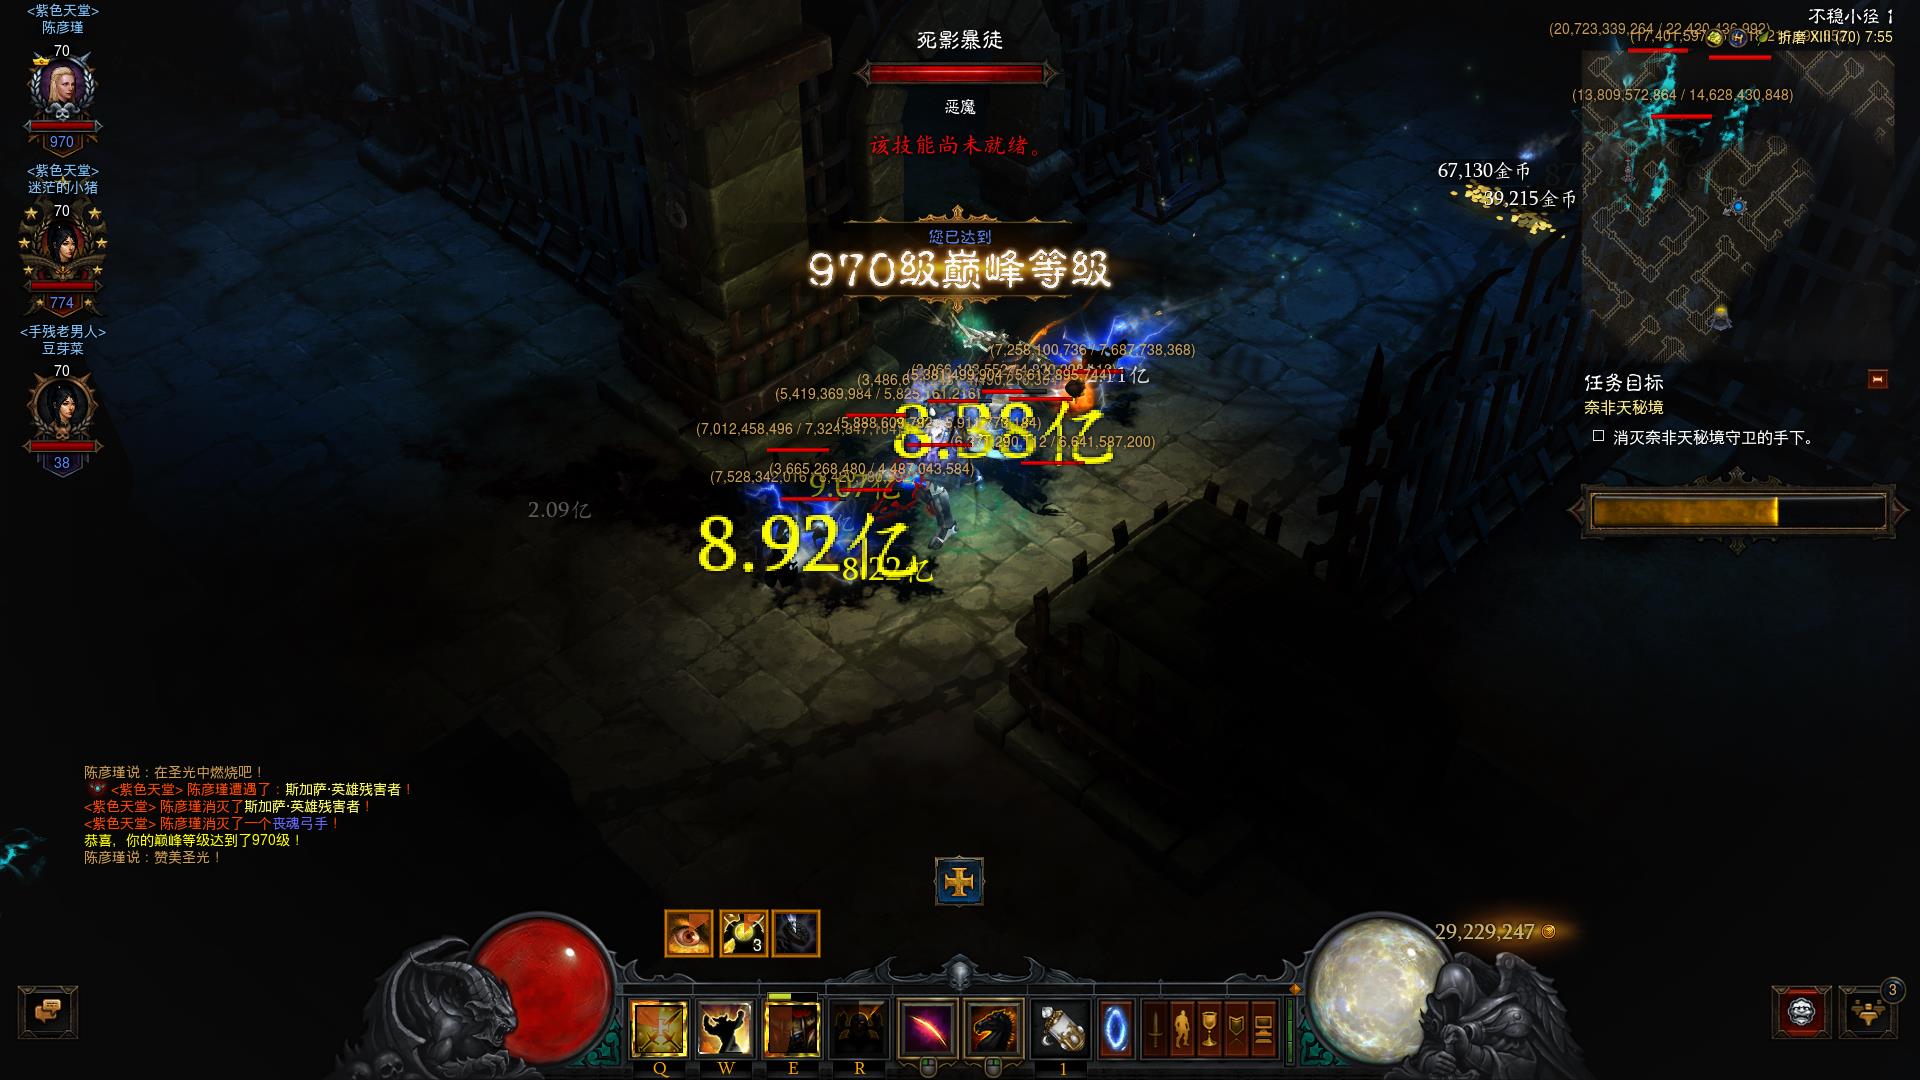 <紫色天堂>
陈彦瑾
70
970
<紫色天堂>
迷茫的小猪
70
774
<手残老男人>
豆芽菜
70
38
死影暴徒
恶魔
该技能尚未就绪。
您已达到
970级巅峰等级
不稳小径 1
(20,723,339,264 / 22,420,436,992)
折磨 XIII (70) 7:55
(13,809,572,864 / 14,628,430,848)
67,130金币
39,215金币
任务目标
奈非天秘境
消灭奈非天秘境守卫的手下。
(7,258,100,736 / 7,687,738,368)
(5,419,369,984 / 5,825,161,216)
8.38亿
(3,665,268,480 / 4,487,043,584)
2.09亿
8.92亿
8.22亿
陈彦瑾说：在圣光中燃烧吧！
<紫色天堂> 陈彦瑾遭遇了：斯加萨·英雄残害者！
<紫色天堂> 陈彦瑾消灭了斯加萨·英雄残害者！
<紫色天堂> 陈彦瑾消灭了一个丧魂弓手！
恭喜，你的巅峰等级达到了970级！
陈彦瑾说：赞美圣光！
3
29,229,247
3
Q
W
E
R
1